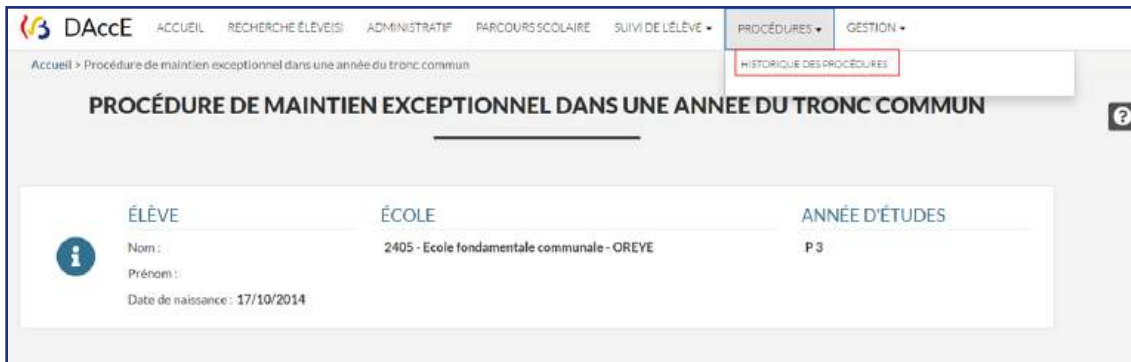 DAccE ACCUEIL RECHERCHE ÉLÈVE(S) ADMINISTRATIF PARCOURS SCOLAIRE SUIVI DE L'ÉLÈVE PROCÉDURES GESTION
Accueil > Procédure de maintien exceptionnel dans une année du tronc commun
HISTORIQUE DES PROCÉDURES
PROCÉDURE DE MAINTIEN EXCEPTIONNEL DANS UNE ANNÉE DU TRONC COMMUN
?
ÉLÈVE ÉCOLE ANNÉE D'ÉTUDES
Nom : 2405 - Ecole fondamentale communale - OREYE P 3
Prénom :
Date de naissance : 17/10/2014